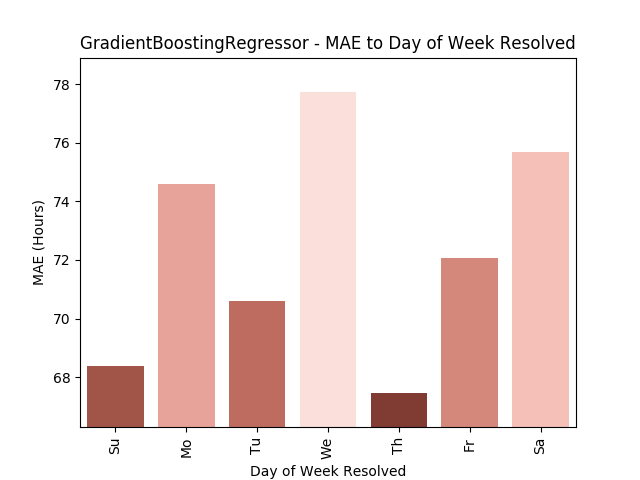 GradientBoostingRegressor - MAE to Day of Week Resolved
78
76
74
72
70
68
MAE (Hours)
Su
Mo
Tu
We
Th
Fr
Sa
Day of Week Resolved